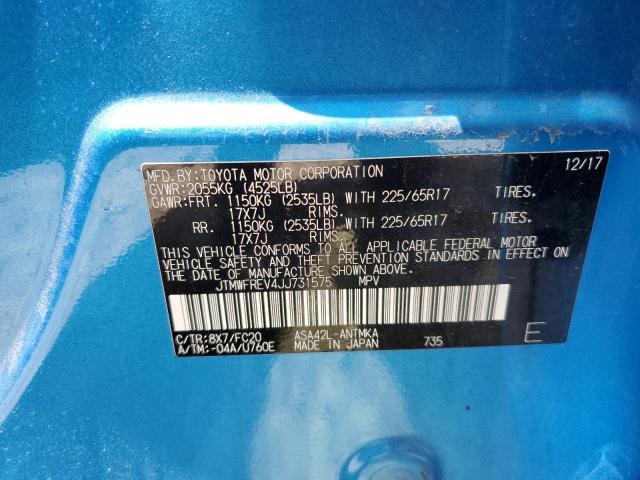 MFD.BY:TOYOTA MOTOR CORPORATION 12/17
GVWR:2055KG (4525LB)
GAWR:FRT. 1150KG (2535LB) WITH 225/65R17 TIRES.
17X7J RIMS.
RR. 1150KG (2535LB) WITH 225/65R17 TIRES.
17X7J RIMS.
THIS VEHICLE CONFORMS TO ALL APPLICABLE FEDERAL MOTOR
VEHICLE SAFETY AND THEFT PREVENTION STANDARDS IN EFFECT ON
THE DATE OF MANUFACTURE SHOWN ABOVE.
JTMWFREV4JJ731575 MPV
C/TR:8X7/FC20 ASA42L-ANTMKA
A/TM:-04A/U760E MADE IN JAPAN 735 E